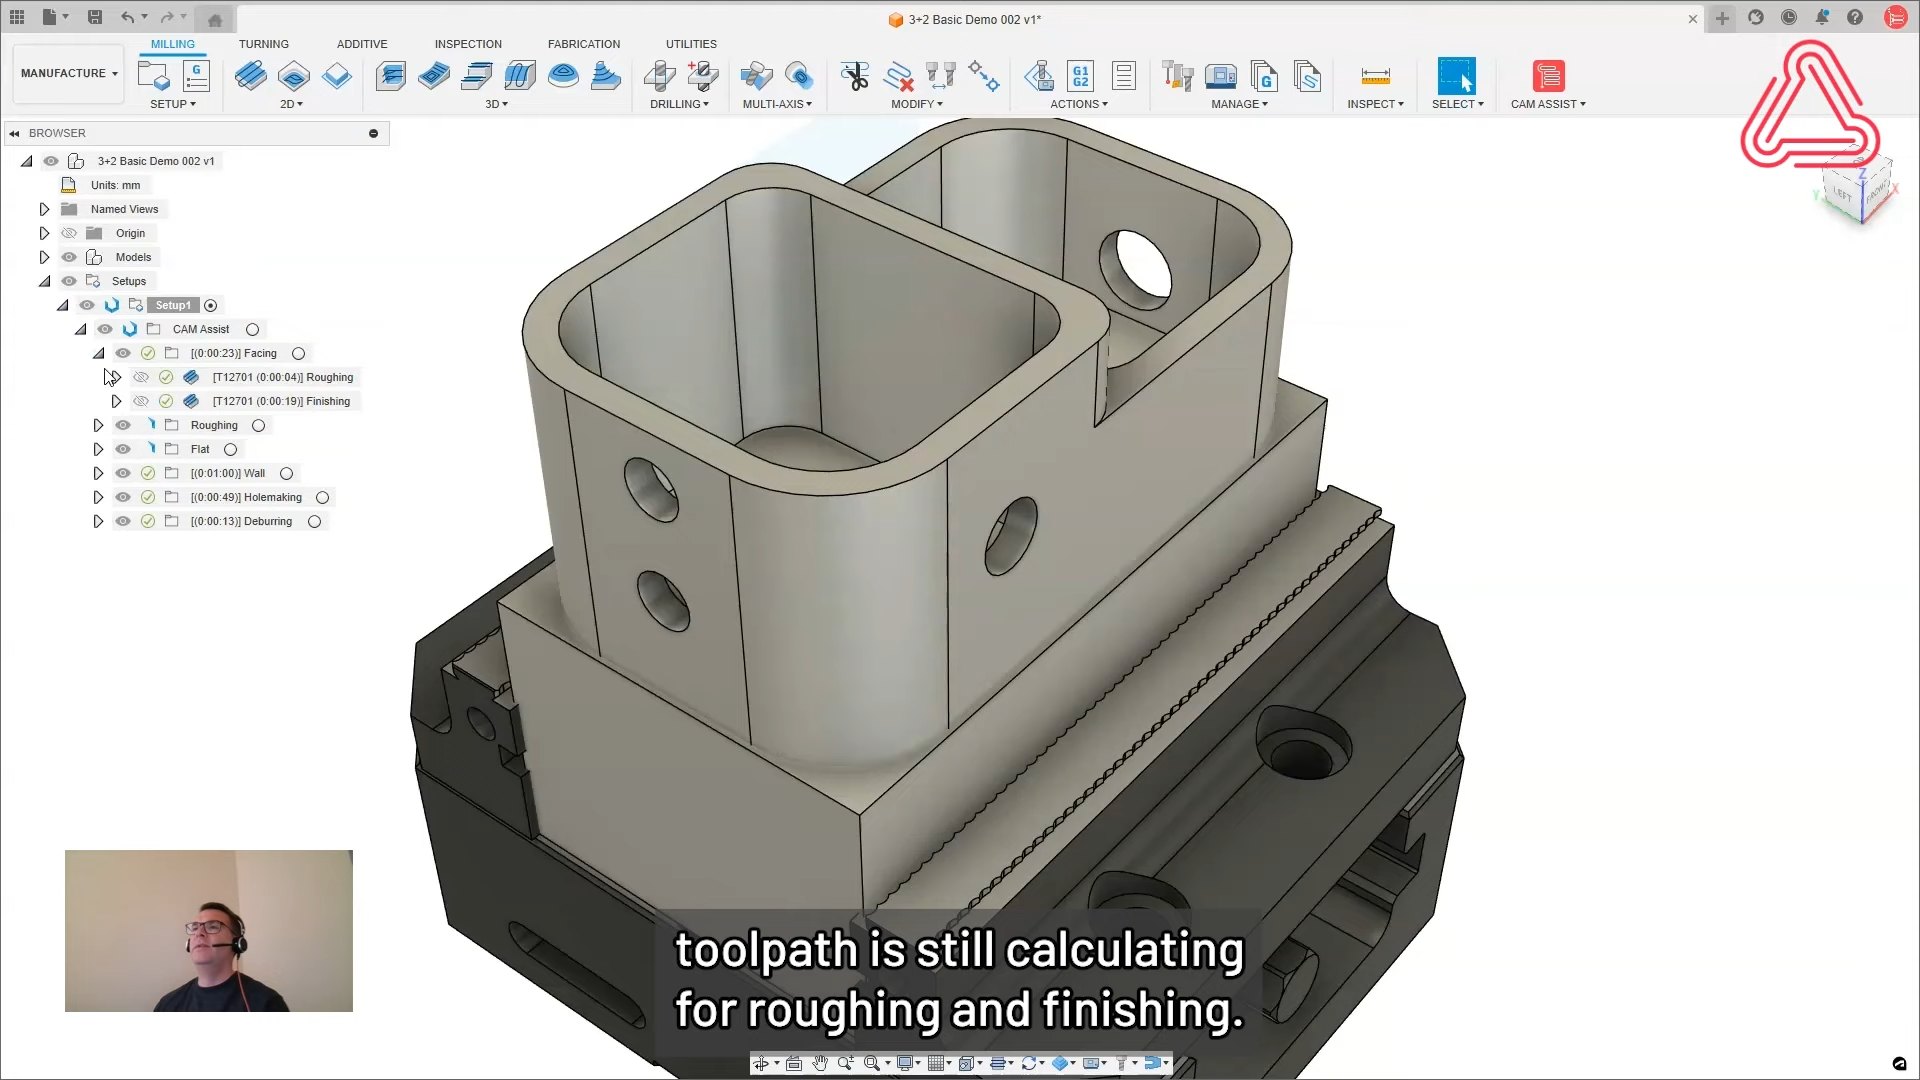 3+2 Basic Demo 002 v1*
MILLING
TURNING
ADDITIVE
INSPECTION
FABRICATION
UTILITIES
MANUFACTURE
G
G1
G2
G
SETUP
2D
3D
DRILLING
MULTI-AXIS
MODIFY
ACTIONS
MANAGE
INSPECT
SELECT
CAM ASSIST
BROWSER
3+2 Basic Demo 002 v1
Units: mm
Named Views
Origin
Models
Setups
Setup1
CAM Assist
[(0:00:23)] Facing
[T12701 (0:00:04)] Roughing
[T12701 (0:00:19)] Finishing
Roughing
Flat
[(0:01:00)] Wall
[(0:00:49)] Holemaking
[(0:00:13)] Deburring
Z
Y
X
LEFT
FRONT
toolpath is still calculating
for roughing and finishing.